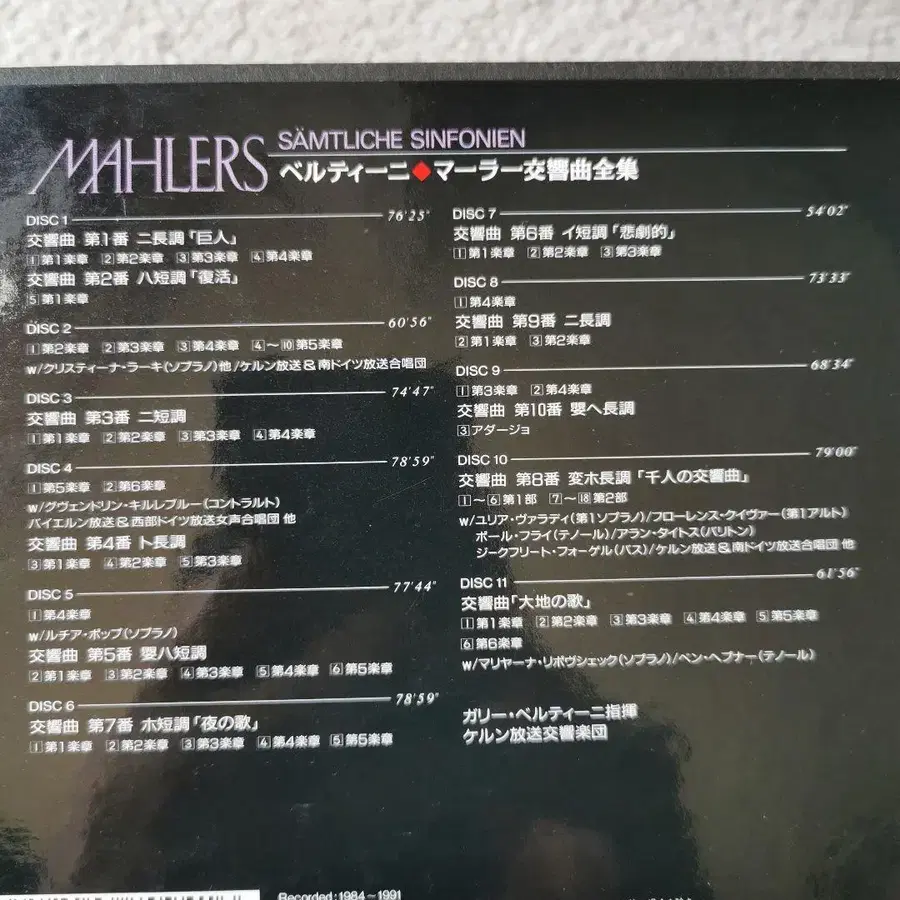 MAHLERS
SÄMTLICHE SINFONIEN
ベルティーニ◆マーラー交響曲全集
DISC 1 76'25"
交響曲 第1番 ニ長調「巨人」
1第1楽章 2第2楽章 3第3楽章 4第4楽章
交響曲 第2番 ハ短調「復活」
5第1楽章
DISC 2 60'56"
1第2楽章 2第3楽章 3第4楽章 4〜10第5楽章
w/クリスティーナ・ラーキ(ソプラノ)他/ケルン放送&南ドイツ放送合唱団
DISC 3 74'47"
交響曲 第3番 ニ短調
1第1楽章 2第2楽章 3第3楽章 4第4楽章
DISC 4 78'59"
1第5楽章 2第6楽章
w/グヴェンドリン・キルレブルー(コントラルト)
バイエルン放送&西部ドイツ放送女声合唱団 他
交響曲 第4番 ト長調
3第1楽章 4第2楽章 5第3楽章
DISC 5 77'44"
1第4楽章
w/ルチア・ポップ(ソプラノ)
交響曲 第5番 嬰ハ短調
2第1楽章 3第2楽章 4第3楽章 5第4楽章 6第5楽章
DISC 6 78'59"
交響曲 第7番 ホ短調「夜の歌」
1第1楽章 2第2楽章 3第3楽章 4第4楽章 5第5楽章
DISC 7 54'02"
交響曲 第6番 イ短調「悲劇的」
1第1楽章 2第2楽章 3第3楽章
DISC 8 73'33"
1第4楽章
交響曲 第9番 ニ長調
2第1楽章 3第2楽章
DISC 9 68'34"
1第3楽章 2第4楽章
交響曲 第10番 嬰ヘ長調
3アダージョ
DISC 10 79'00"
交響曲 第8番 変ホ長調「千人の交響曲」
1〜6第1部 7〜18第2部
w/ユリア・ヴァラディ(第1ソプラノ)/フローレンス・クイヴァー(第1アルト)
ポール・フライ(テノール)/アラン・タイトス(バリトン)
ジークフリート・フォーゲル(バス)/ケルン放送&南ドイツ放送合唱団 他
DISC 11 61'56"
交響曲「大地の歌」
1第1楽章 2第2楽章 3第3楽章 4第4楽章 5第5楽章
6第6楽章
w/マリヤーナ・リポヴシェック(ソプラノ)/ベン・ヘプナー(テノール)
ガリー・ベルティーニ指揮
ケルン放送交響楽団
Recorded:1984〜1991